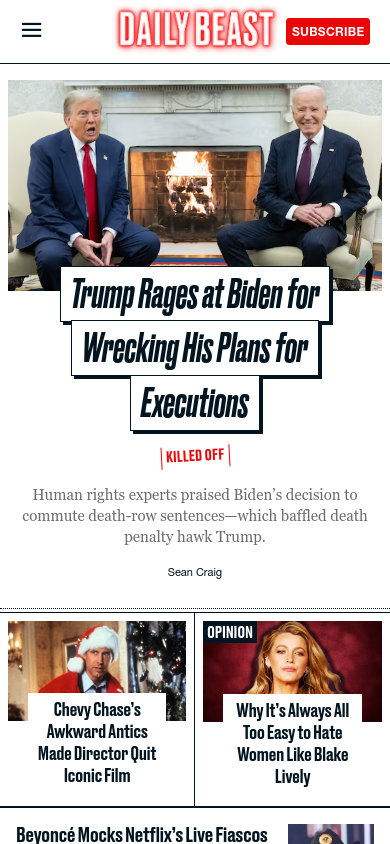 DAILY BEAST
SUBSCRIBE
Trump Rages at Biden for
Wrecking His Plans for
Executions
KILLED OFF
Human rights experts praised Biden’s decision to
commute death-row sentences—which baffled death
penalty hawk Trump.
Sean Craig
Chevy Chase’s
Awkward Antics
Made Director Quit
Iconic Film
OPINION
Why It’s Always All
Too Easy to Hate
Women Like Blake
Lively
Beyoncé Mocks Netflix’s Live Fiascos